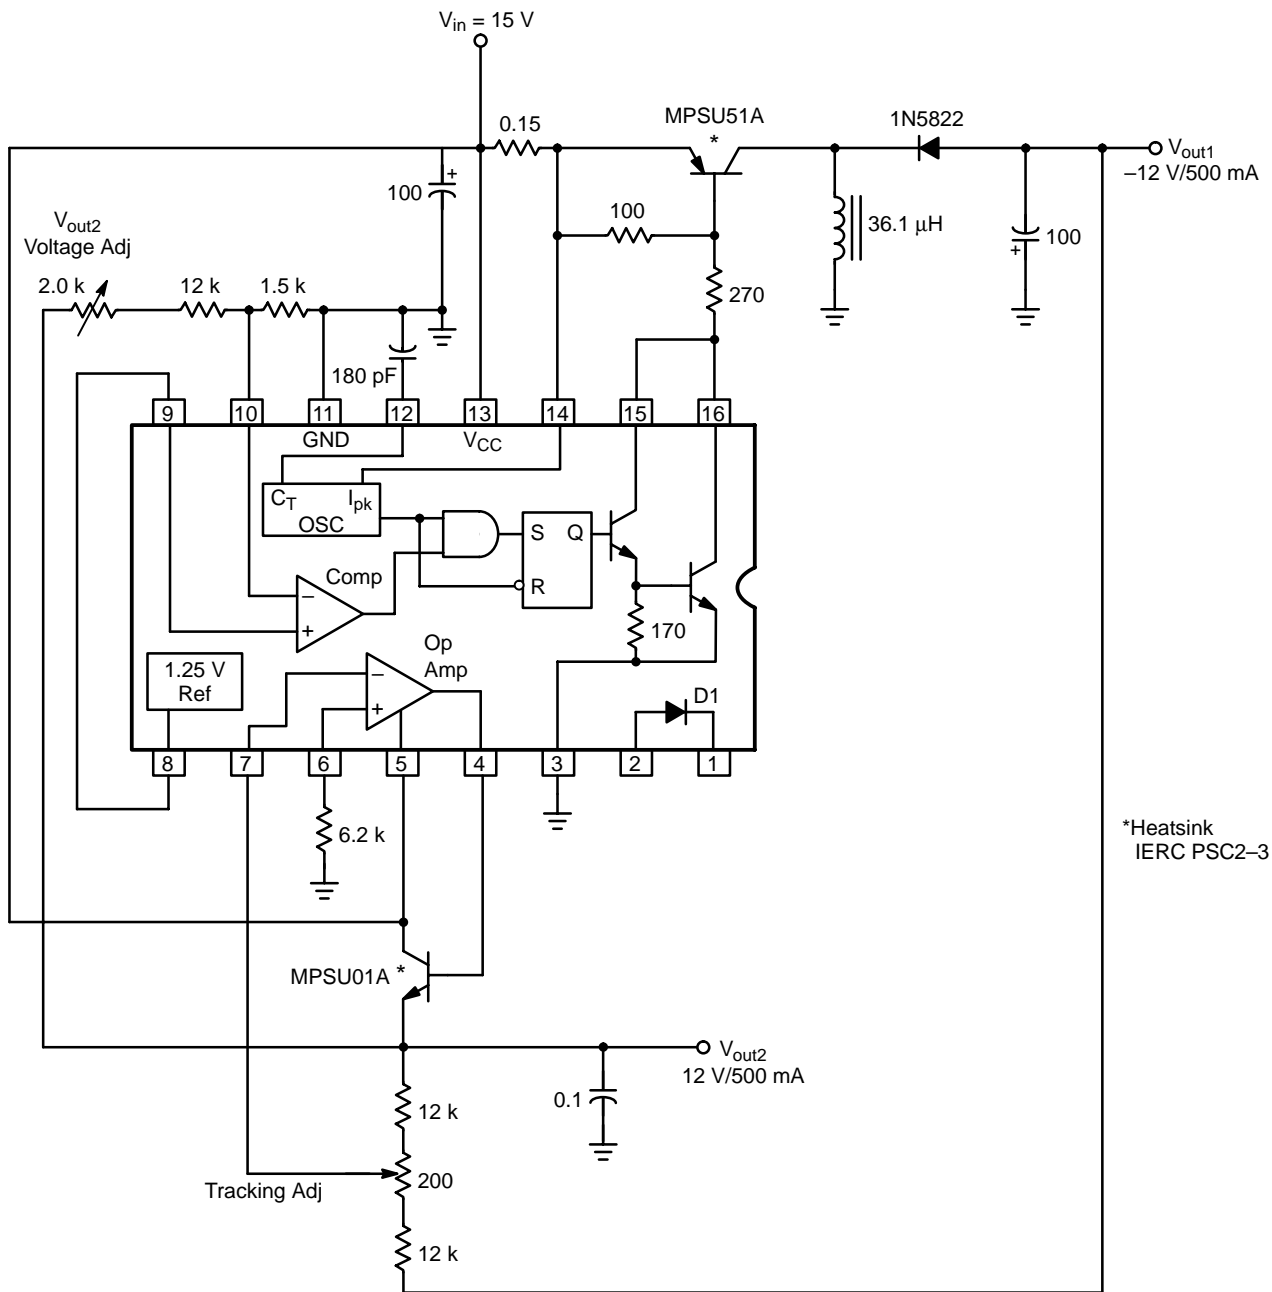 V_in = 15 V
0.15
MPSU51A
*
1N5822
V_out1
–12 V/500 mA
100
+
V_out2
Voltage Adj
2.0 k
12 k
1.5 k
180 pF
100
270
36.1 μH
100
+
9
10
11
12
13
14
15
16
GND
V_CC
C_T
I_pk
OSC
S
Q
R
Comp
–
+
170
Op
Amp
–
+
1.25 V
Ref
D1
8
7
6
5
4
3
2
1
6.2 k
*Heatsink
IERC PSC2–3
MPSU01A *
V_out2
12 V/500 mA
0.1
12 k
200
Tracking Adj
12 k